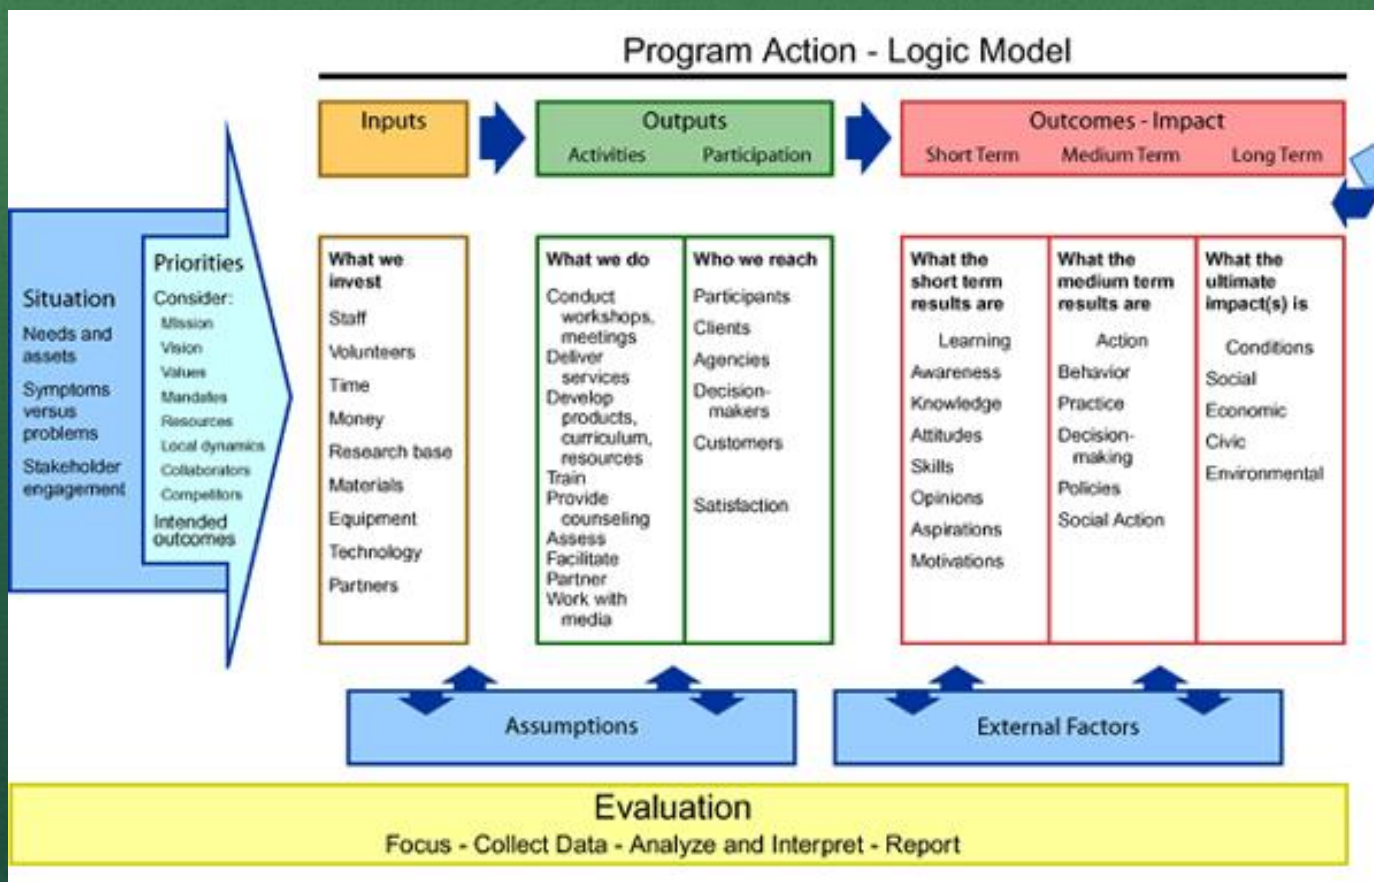 Program Action - Logic Model
Inputs
Outputs
Activities Participation
Outcomes - Impact
Short Term Medium Term Long Term
Situation
Needs and
assets
Symptoms
versus
problems
Stakeholder
engagement
Priorities
Consider:
Mission
Vision
Values
Mandates
Resources
Local dynamics
Collaborators
Competitors
Intended
outcomes
What we
invest
Staff
Volunteers
Time
Money
Research base
Materials
Equipment
Technology
Partners
What we do
Conduct
workshops,
meetings
Deliver
services
Develop
products,
curriculum,
resources
Train
Provide
counseling
Assess
Facilitate
Partner
Work with
media
Who we reach
Participants
Clients
Agencies
Decision-
makers
Customers
Satisfaction
What the
short term
results are
Learning
Awareness
Knowledge
Attitudes
Skills
Opinions
Aspirations
Motivations
What the
medium term
results are
Action
Behavior
Practice
Decision-
making
Policies
Social Action
What the
ultimate
impact(s) is
Conditions
Social
Economic
Civic
Environmental
Assumptions
External Factors
Evaluation
Focus - Collect Data - Analyze and Interpret - Report